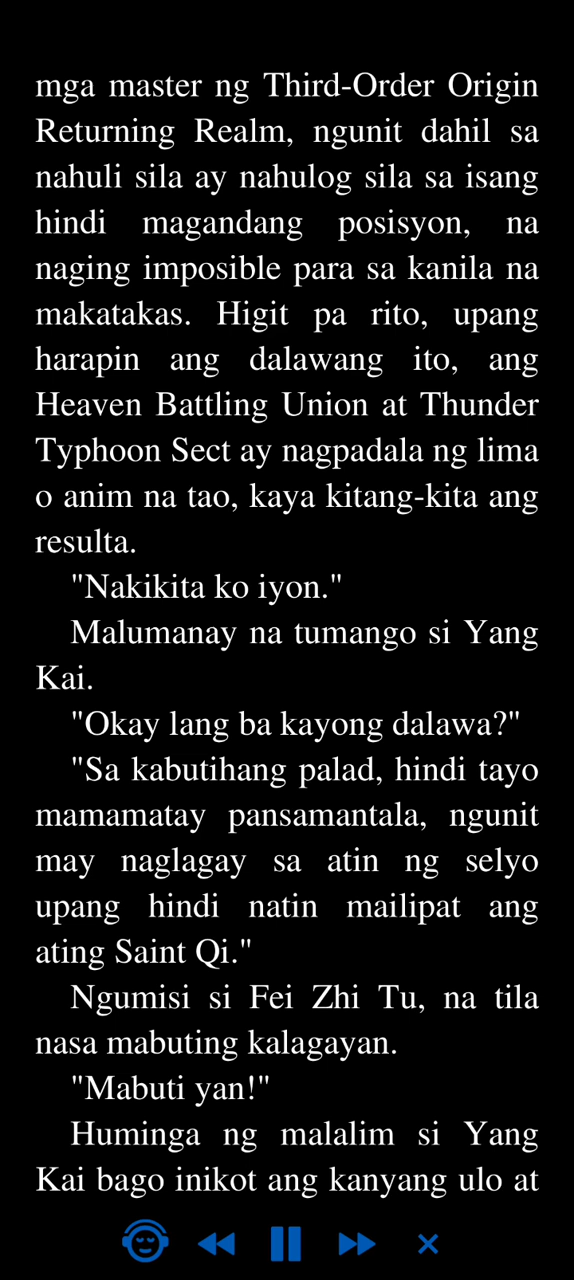 mga master ng Third-Order Origin
Returning Realm, ngunit dahil sa
nahuli sila ay nahulog sila sa isang
hindi magandang posisyon, na
naging imposible para sa kanila na
makatakas. Higit pa rito, upang
harapin ang dalawang ito, ang
Heaven Battling Union at Thunder
Typhoon Sect ay nagpadala ng lima
o anim na tao, kaya kitang-kita ang
resulta.
"Nakikita ko iyon."
Malumanay na tumango si Yang
Kai.
"Okay lang ba kayong dalawa?"
"Sa kabutihang palad, hindi tayo
mamamatay pansamantala, ngunit
may naglagay sa atin ng selyo
upang hindi natin mailipat ang
ating Saint Qi."
Ngumisi si Fei Zhi Tu, na tila
nasa mabuting kalagayan.
"Mabuti yan!"
Huminga ng malalim si Yang
Kai bago inikot ang kanyang ulo at